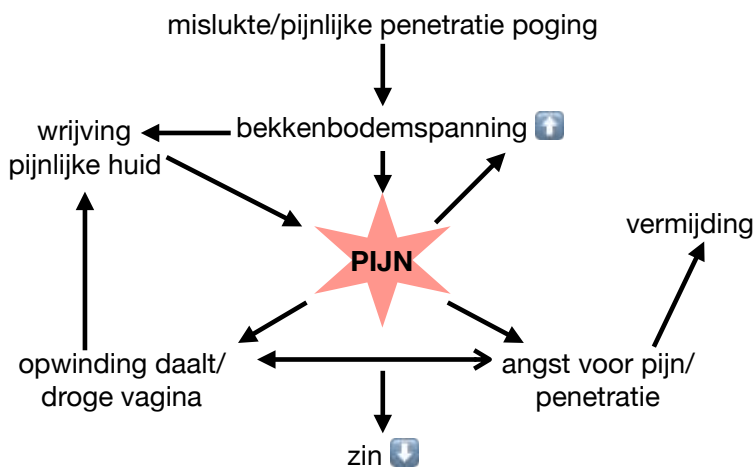 mislukte/pijnlijke penetratie poging
wrijving
pijnlijke huid
bekkenbodemspanning ⬆️
vermijding
PIJN
opwinding daalt/
droge vagina
angst voor pijn/
penetratie
zin ⬇️